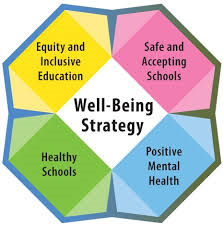 Equity and
Inclusive
Education
Safe and
Accepting
Schools
Well-Being
Strategy
Healthy
Schools
Positive
Mental
Health